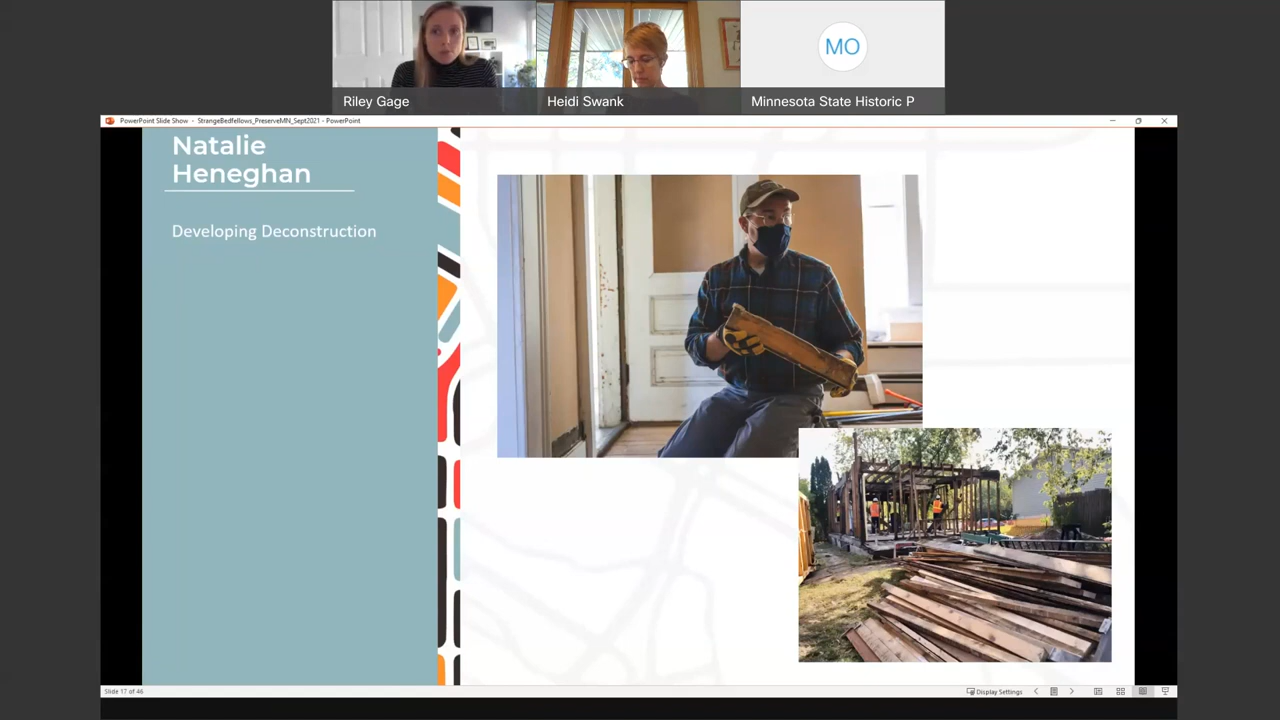 MO
Riley Gage
Heidi Swank
Minnesota State Historic P
PowerPoint Slide Show - StrangeBedfellows_PreserveMN_Sept2021 - PowerPoint
Natalie
Heneghan
Developing Deconstruction
Slide 17 of 46
Display Settings